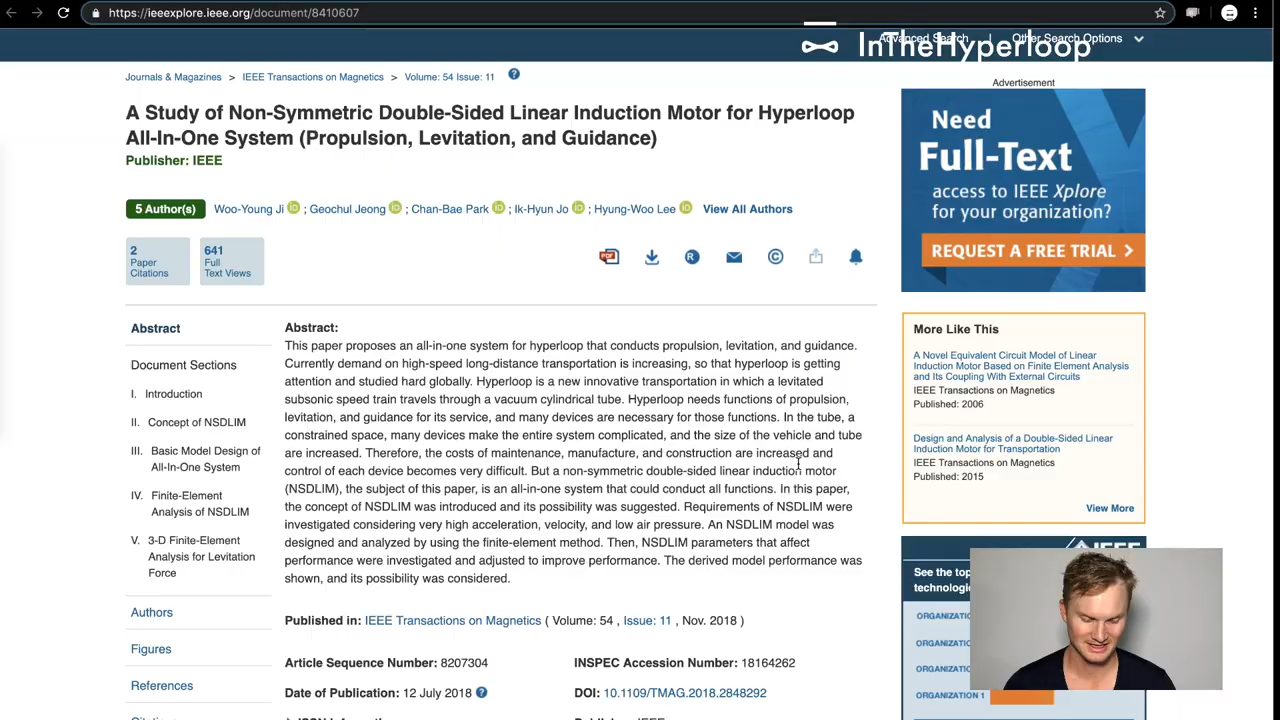 https://ieeexplore.ieee.org/document/8410607
Advanced Search | Other Search Options
InTheHyperloop
Journals & Magazines > IEEE Transactions on Magnetics > Volume: 54 Issue: 11 ?
Advertisement
A Study of Non-Symmetric Double-Sided Linear Induction Motor for Hyperloop
All-In-One System (Propulsion, Levitation, and Guidance)
Publisher: IEEE
5 Author(s) Woo-Young Ji iD ; Geochul Jeong iD ; Chan-Bae Park iD ; Ik-Hyun Jo iD ; Hyung-Woo Lee iD View All Authors
2
Paper
Citations
641
Full
Text Views
PDF
R
©
Need
Full-Text
access to IEEE Xplore
for your organization?
REQUEST A FREE TRIAL >
Abstract
Document Sections
I. Introduction
II. Concept of NSDLIM
III. Basic Model Design of
All-In-One System
IV. Finite-Element
Analysis of NSDLIM
V. 3-D Finite-Element
Analysis for Levitation
Force
Authors
Figures
References
Abstract:
This paper proposes an all-in-one system for hyperloop that conducts propulsion, levitation, and guidance.
Currently demand on high-speed long-distance transportation is increasing, so that hyperloop is getting
attention and studied hard globally. Hyperloop is a new innovative transportation in which a levitated
subsonic speed train travels through a vacuum cylindrical tube. Hyperloop needs functions of propulsion,
levitation, and guidance for its service, and many devices are necessary for those functions. In the tube, a
constrained space, many devices make the entire system complicated, and the size of the vehicle and tube
are increased. Therefore, the costs of maintenance, manufacture, and construction are increased and
control of each device becomes very difficult. But a non-symmetric double-sided linear induction motor
(NSDLIM), the subject of this paper, is an all-in-one system that could conduct all functions. In this paper,
the concept of NSDLIM was introduced and its possibility was suggested. Requirements of NSDLIM were
investigated considering very high acceleration, velocity, and low air pressure. An NSDLIM model was
designed and analyzed by using the finite-element method. Then, NSDLIM parameters that affect
performance were investigated and adjusted to improve performance. The derived model performance was
shown, and its possibility was considered.
Published in: IEEE Transactions on Magnetics ( Volume: 54 , Issue: 11 , Nov. 2018 )
Article Sequence Number: 8207304
INSPEC Accession Number: 18164262
Date of Publication: 12 July 2018 ?
DOI: 10.1109/TMAG.2018.2848292
More Like This
A Novel Equivalent Circuit Model of Linear
Induction Motor Based on Finite Element Analysis
and Its Coupling With External Circuits
IEEE Transactions on Magnetics
Published: 2006
Design and Analysis of a Double-Sided Linear
Induction Motor for Transportation
IEEE Transactions on Magnetics
Published: 2015
View More
IEEE
See the top
ORGANIZATION 1